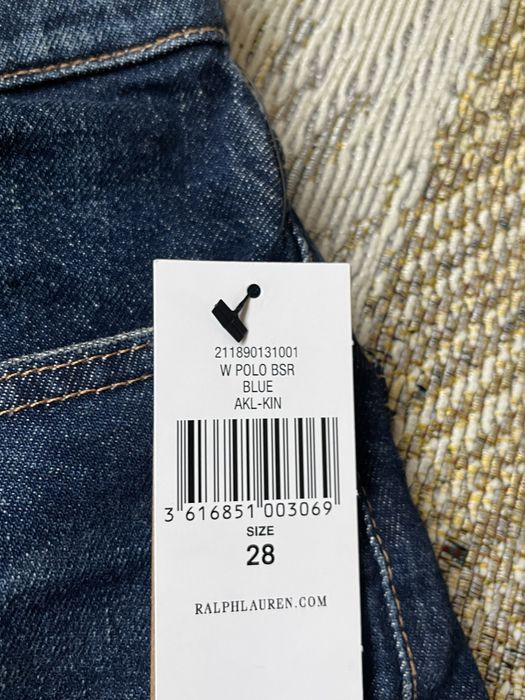 211890131001
W POLO BSR
BLUE
AKL-KIN
3 616851 003069
SIZE
28
RALPHLAUREN.COM